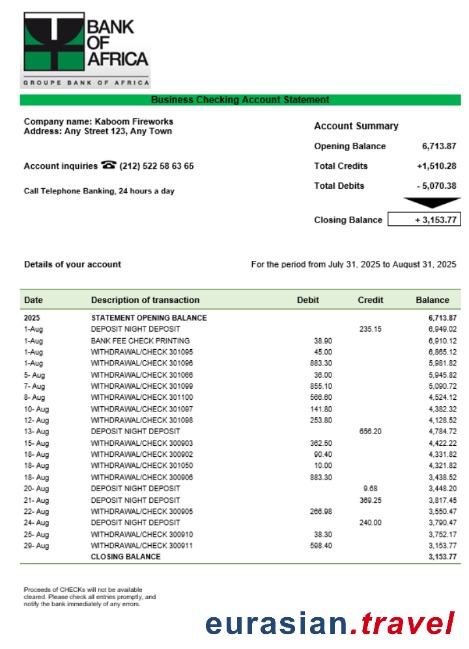 BANK
OF
AFRICA
GROUPE BANK OF AFRICA
Business Checking Account Statement
Company name: Kaboom Fireworks
Address: Any Street 123, Any Town
Account inquiries ☎ (212) 522 58 63 65
Call Telephone Banking, 24 hours a day
Account Summary
Opening Balance 6,713.87
Total Credits +1,510.28
Total Debits - 5,070.38
Closing Balance + 3,153.77
Details of your account For the period from July 31, 2025 to August 31, 2025
Date Description of transaction Debit Credit Balance
2025 STATEMENT OPENING BALANCE 6,713.87
1-Aug DEPOSIT NIGHT DEPOSIT 235.15 6,949.02
1-Aug BANK FEE CHECK PRINTING 38.90 6,910.12
1-Aug WITHDRAWAL/CHECK 301095 45.00 6,865.12
1-Aug WITHDRAWAL/CHECK 301096 883.30 5,981.82
5- Aug WITHDRAWAL/CHECK 301066 36.00 5,945.82
7- Aug WITHDRAWAL/CHECK 301099 855.10 5,090.72
8- Aug WITHDRAWAL/CHECK 301100 566.60 4,524.12
10- Aug WITHDRAWAL/CHECK 301097 141.80 4,382.32
12- Aug WITHDRAWAL/CHECK 301098 253.80 4,128.52
13- Aug DEPOSIT NIGHT DEPOSIT 656.20 4,784.72
15- Aug WITHDRAWAL/CHECK 300903 362.50 4,422.22
18- Aug WITHDRAWAL/CHECK 300902 90.40 4,331.82
18- Aug WITHDRAWAL/CHECK 301050 10.00 4,321.82
18- Aug WITHDRAWAL/CHECK 300906 883.30 3,438.52
20- Aug DEPOSIT NIGHT DEPOSIT 9.68 3,448.20
21- Aug DEPOSIT NIGHT DEPOSIT 369.25 3,817.45
22- Aug WITHDRAWAL/CHECK 300905 266.98 3,550.47
24- Aug DEPOSIT NIGHT DEPOSIT 240.00 3,790.47
25- Aug WITHDRAWAL/CHECK 300910 38.30 3,752.17
29- Aug WITHDRAWAL/CHECK 300911 598.40 3,153.77
CLOSING BALANCE 3,153.77
Proceeds of CHECKs will not be available
cleared. Please check all entries promptly, and
notify the bank immediately of any errors.
eurasian.travel